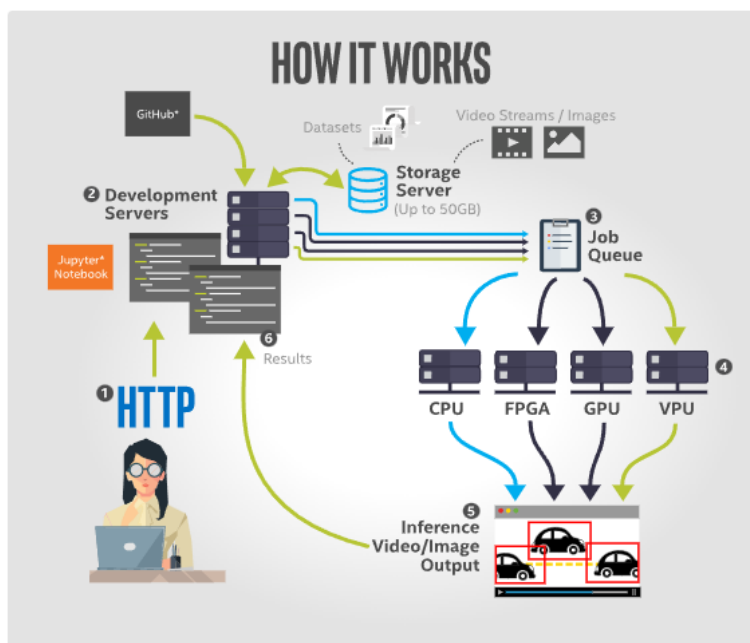 HOW IT WORKS
GitHub*
Datasets
Video Streams / Images
Storage
Server
(Up to 50GB)
2 Development
Servers
3
Job
Queue
Jupyter*
Notebook
6
Results
1 HTTP
4
CPU
FPGA
GPU
VPU
5
Inference
Video/Image
Output